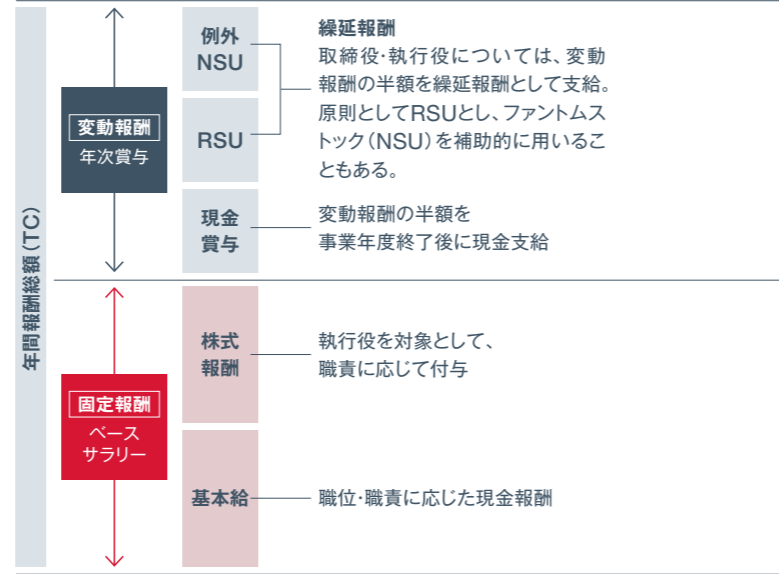 年間報酬総額（TC）
変動報酬
年次賞与
例外
NSU
RSU
繰延報酬
取締役・執行役については、変動
報酬の半額を繰延報酬として支給。
原則としてRSUとし、ファントムス
トック（NSU）を補助的に用いるこ
ともある。
現金
賞与
変動報酬の半額を
事業年度終了後に現金支給
固定報酬
ベース
サラリー
株式
報酬
執行役を対象として、
職責に応じて付与
基本給
職位・職責に応じた現金報酬